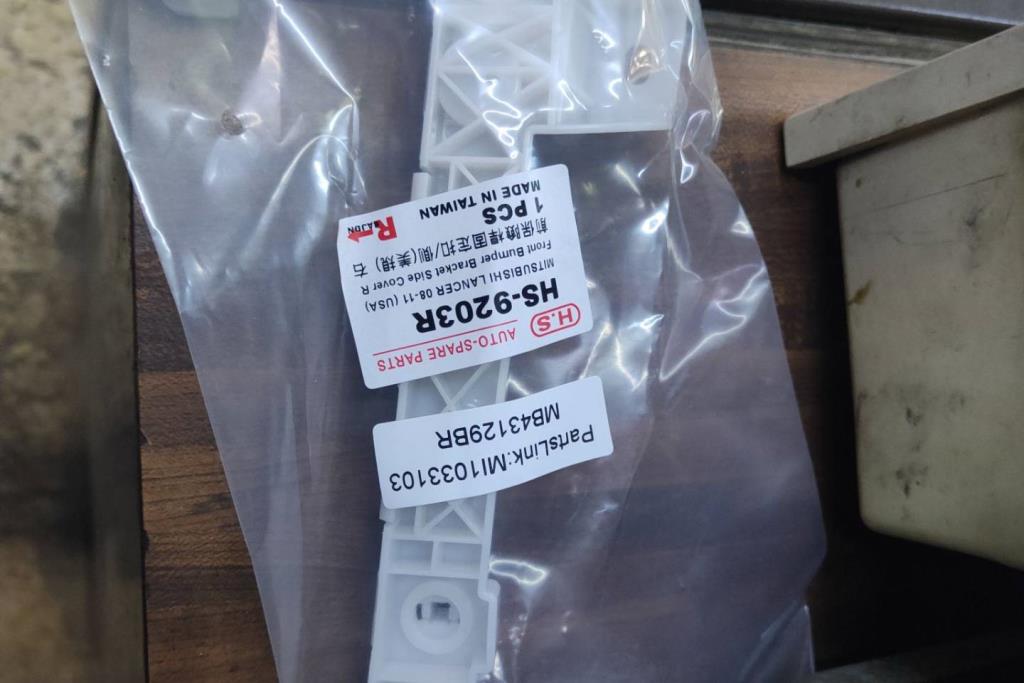 H.S AUTO-SPARE PARTS
HS-9203R
MITSUBISHI LANCER 08-11 (USA)
Front Bumper Bracket Side Cover R
前保險桿固定扣/側(美規) 右
1 PCS
MADE IN TAIWAN
R
AJDN
PartsLink:MI1033103
MB43129BR